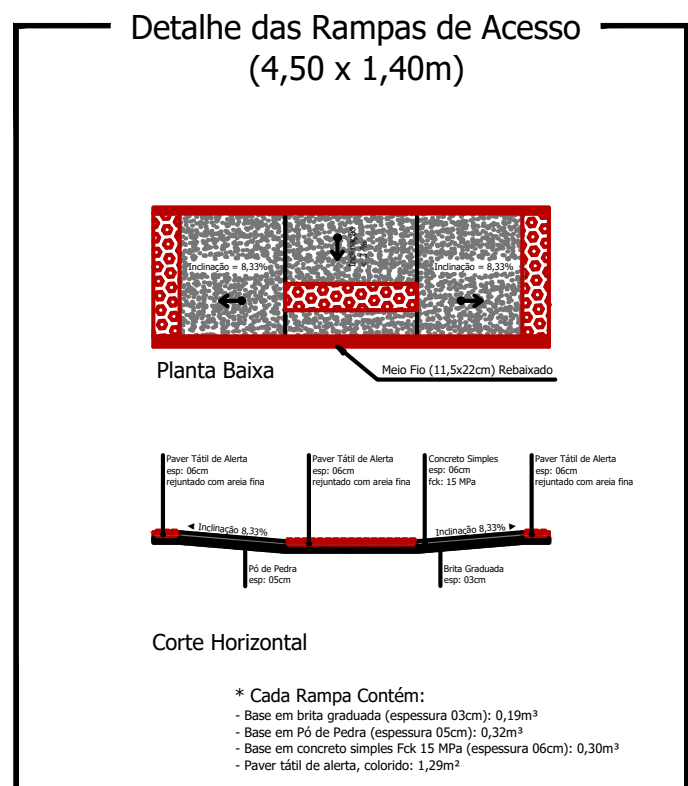 Detalhe das Rampas de Acesso
(4,50 x 1,40m)
Inclinação = 8,33%
Inclinação
Inclinação = 8,33%
Planta Baixa
Meio Fio (11,5x22cm) Rebaixado
Paver Tátil de Alerta
esp: 06cm
rejuntado com areia fina
Paver Tátil de Alerta
esp: 06cm
rejuntado com areia fina
Concreto Simples
esp: 06cm
fck: 15 MPa
Paver Tátil de Alerta
esp: 06cm
rejuntado com areia fina
Inclinação 8,33%
Inclinação 8,33%
Pó de Pedra
esp: 05cm
Brita Graduada
esp: 03cm
Corte Horizontal
* Cada Rampa Contém:
- Base em brita graduada (espessura 03cm): 0,19m³
- Base em Pó de Pedra (espessura 05cm): 0,32m³
- Base em concreto simples Fck 15 MPa (espessura 06cm): 0,30m³
- Paver tátil de alerta, colorido: 1,29m²